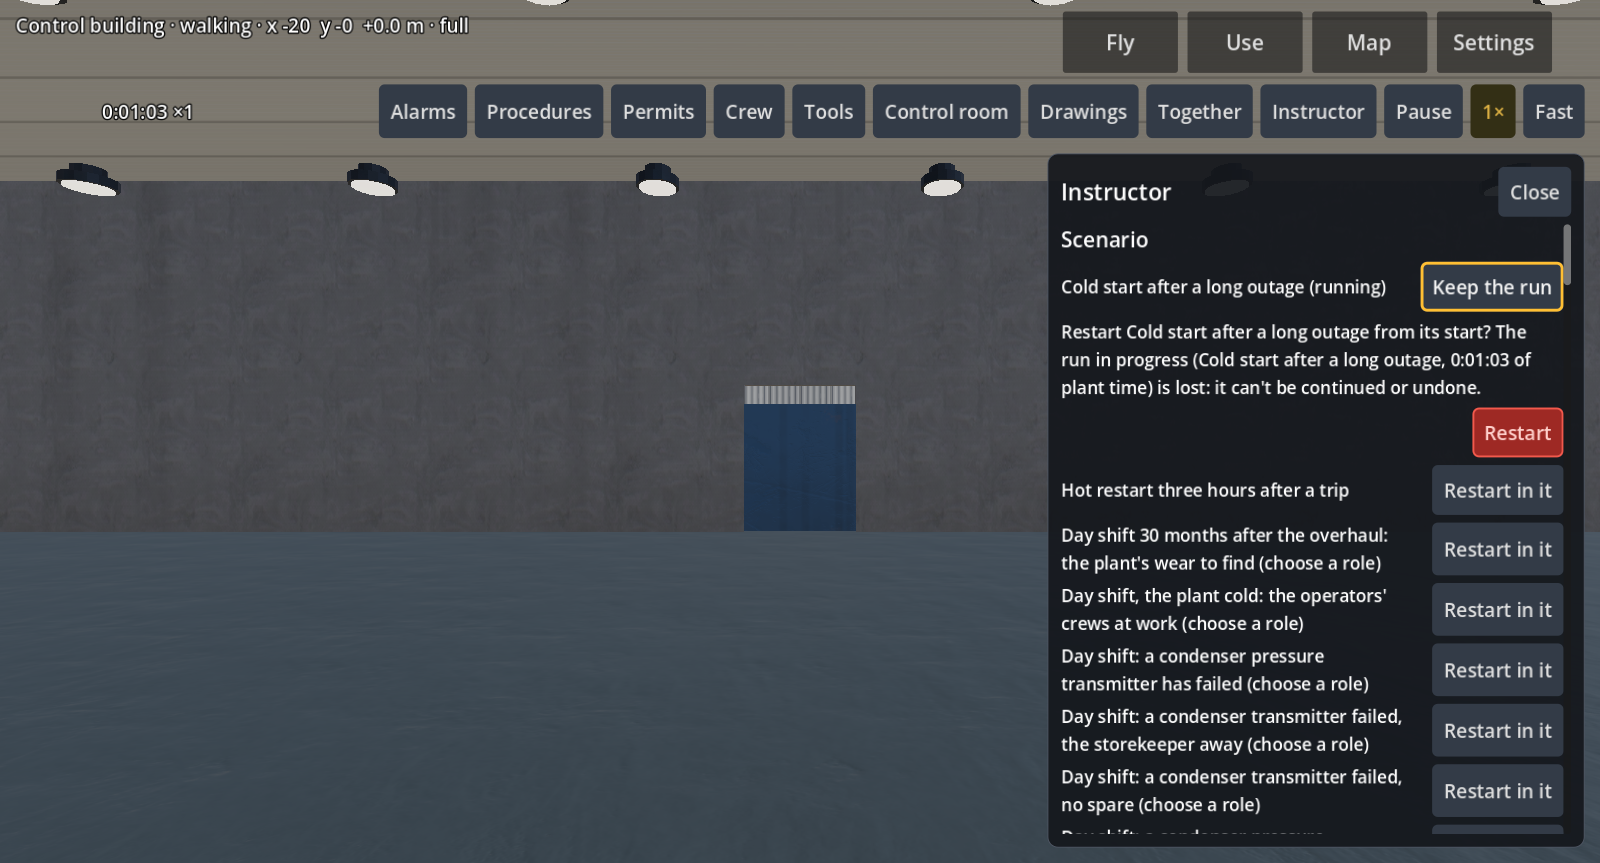 Control building · walking · x -20 y -0 +0.0 m · full
Fly
Use
Map
Settings
0:01:03 ×1
Alarms
Procedures
Permits
Crew
Tools
Control room
Drawings
Together
Instructor
Pause
1×
Fast
Instructor
Close
Scenario
Cold start after a long outage (running)
Keep the run
Restart Cold start after a long outage from its start? The
run in progress (Cold start after a long outage, 0:01:03 of
plant time) is lost: it can't be continued or undone.
Restart
Hot restart three hours after a trip
Restart in it
Day shift 30 months after the overhaul:
the plant's wear to find (choose a role)
Restart in it
Day shift, the plant cold: the operators'
crews at work (choose a role)
Restart in it
Day shift: a condenser pressure
transmitter has failed (choose a role)
Restart in it
Day shift: a condenser transmitter failed,
the storekeeper away (choose a role)
Restart in it
Day shift: a condenser transmitter failed,
no spare (choose a role)
Restart in it